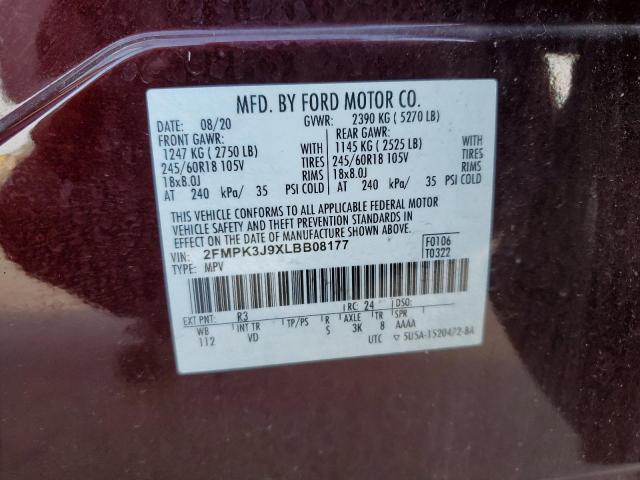 MFD. BY FORD MOTOR CO.
DATE: 08/20 GVWR: 2390 KG ( 5270 LB)
FRONT GAWR: REAR GAWR:
1247 KG ( 2750 LB) WITH 1145 KG ( 2525 LB) WITH
245/60R18 105V TIRES 245/60R18 105V TIRES
18x8.0J RIMS 18x8.0J RIMS
AT 240 kPa/ 35 PSI COLD AT 240 kPa/ 35 PSI COLD
THIS VEHICLE CONFORMS TO ALL APPLICABLE FEDERAL MOTOR
VEHICLE SAFETY AND THEFT PREVENTION STANDARDS IN
EFFECT ON THE DATE OF MANUFACTURE SHOWN ABOVE.
VIN: 2FMPK3J9XLBB08177 F0106
TYPE: MPV T0322
EXT PNT: R3 RC: 24 DSO:
WB INT TR TP/PS R AXLE TR SPR
112 VD S 3K 8 AAAA
UTC ▽ 5U5A-1520472-BA